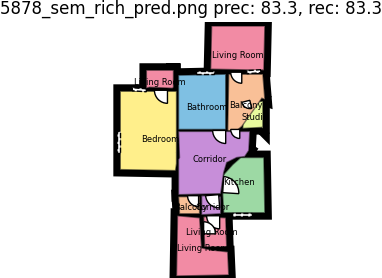 5878_sem_rich_pred.png prec: 83.3, rec: 83.3
Living Room
Living Room
Bathroom
Balcony
Studi
Bedroom
Corridor
Kitchen
Balcony
Corridor
Living Room
Living Room